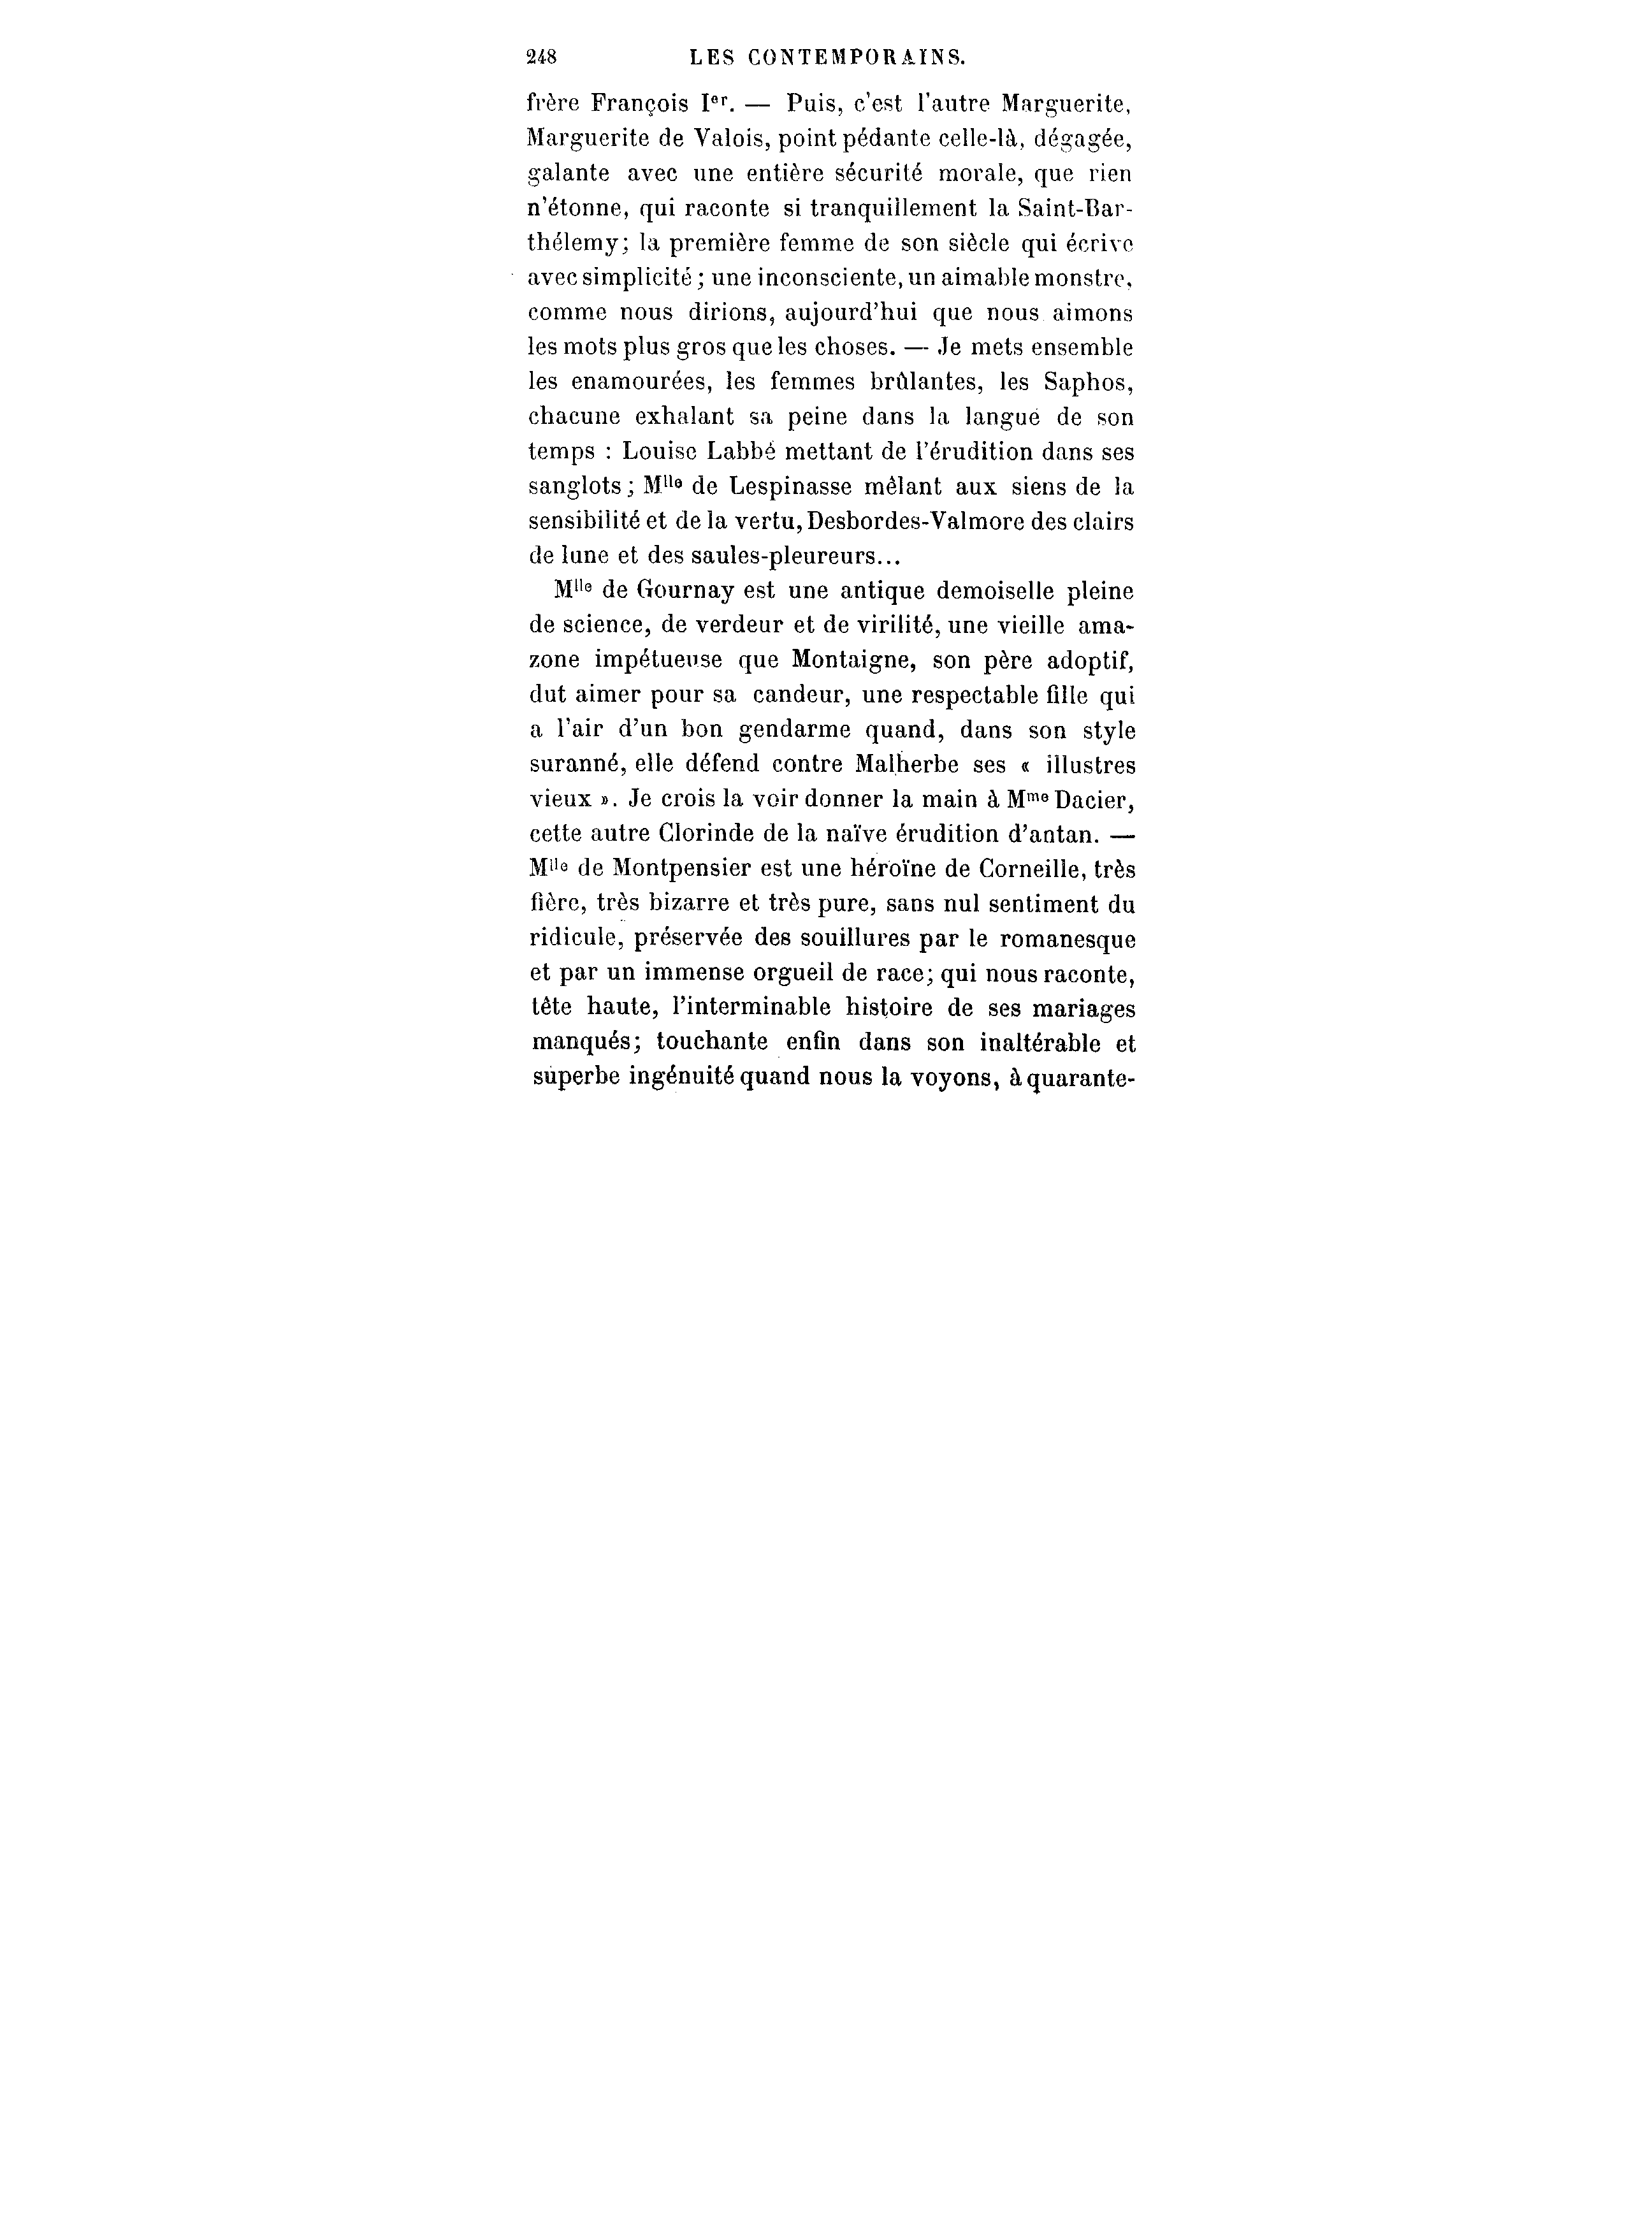 248 LES CONTEMPORAINS.
frère François Ier. — Puis, c'est l'autre Marguerite,
Marguerite de Valois, point pédante celle-là, dégagée,
galante avec une entière sécurité morale, que rien
n'étonne, qui raconte si tranquillement la Saint-Bar-
thélemy; la première femme de son siècle qui écrive
avec simplicité ; une inconsciente, un aimable monstre,
comme nous dirions, aujourd'hui que nous aimons
les mots plus gros que les choses. — Je mets ensemble
les enamourées, les femmes brûlantes, les Saphos,
chacune exhalant sa peine dans la langue de son
temps : Louise Labbé mettant de l'érudition dans ses
sanglots ; Mlle de Lespinasse mêlant aux siens de la
sensibilité et de la vertu, Desbordes-Valmore des clairs
de lune et des saules-pleureurs...
Mlle de Gournay est une antique demoiselle pleine
de science, de verdeur et de virilité, une vieille ama-
zone impétueuse que Montaigne, son père adoptif,
dut aimer pour sa candeur, une respectable fille qui
a l'air d'un bon gendarme quand, dans son style
suranné, elle défend contre Malherbe ses « illustres
vieux ». Je crois la voir donner la main à Mme Dacier,
cette autre Clorinde de la naïve érudition d'antan. —
Mlle de Montpensier est une héroïne de Corneille, très
fière, très bizarre et très pure, sans nul sentiment du
ridicule, préservée des souillures par le romanesque
et par un immense orgueil de race; qui nous raconte,
tête haute, l'interminable histoire de ses mariages
manqués; touchante enfin dans son inaltérable et
superbe ingénuité quand nous la voyons, à quarante-